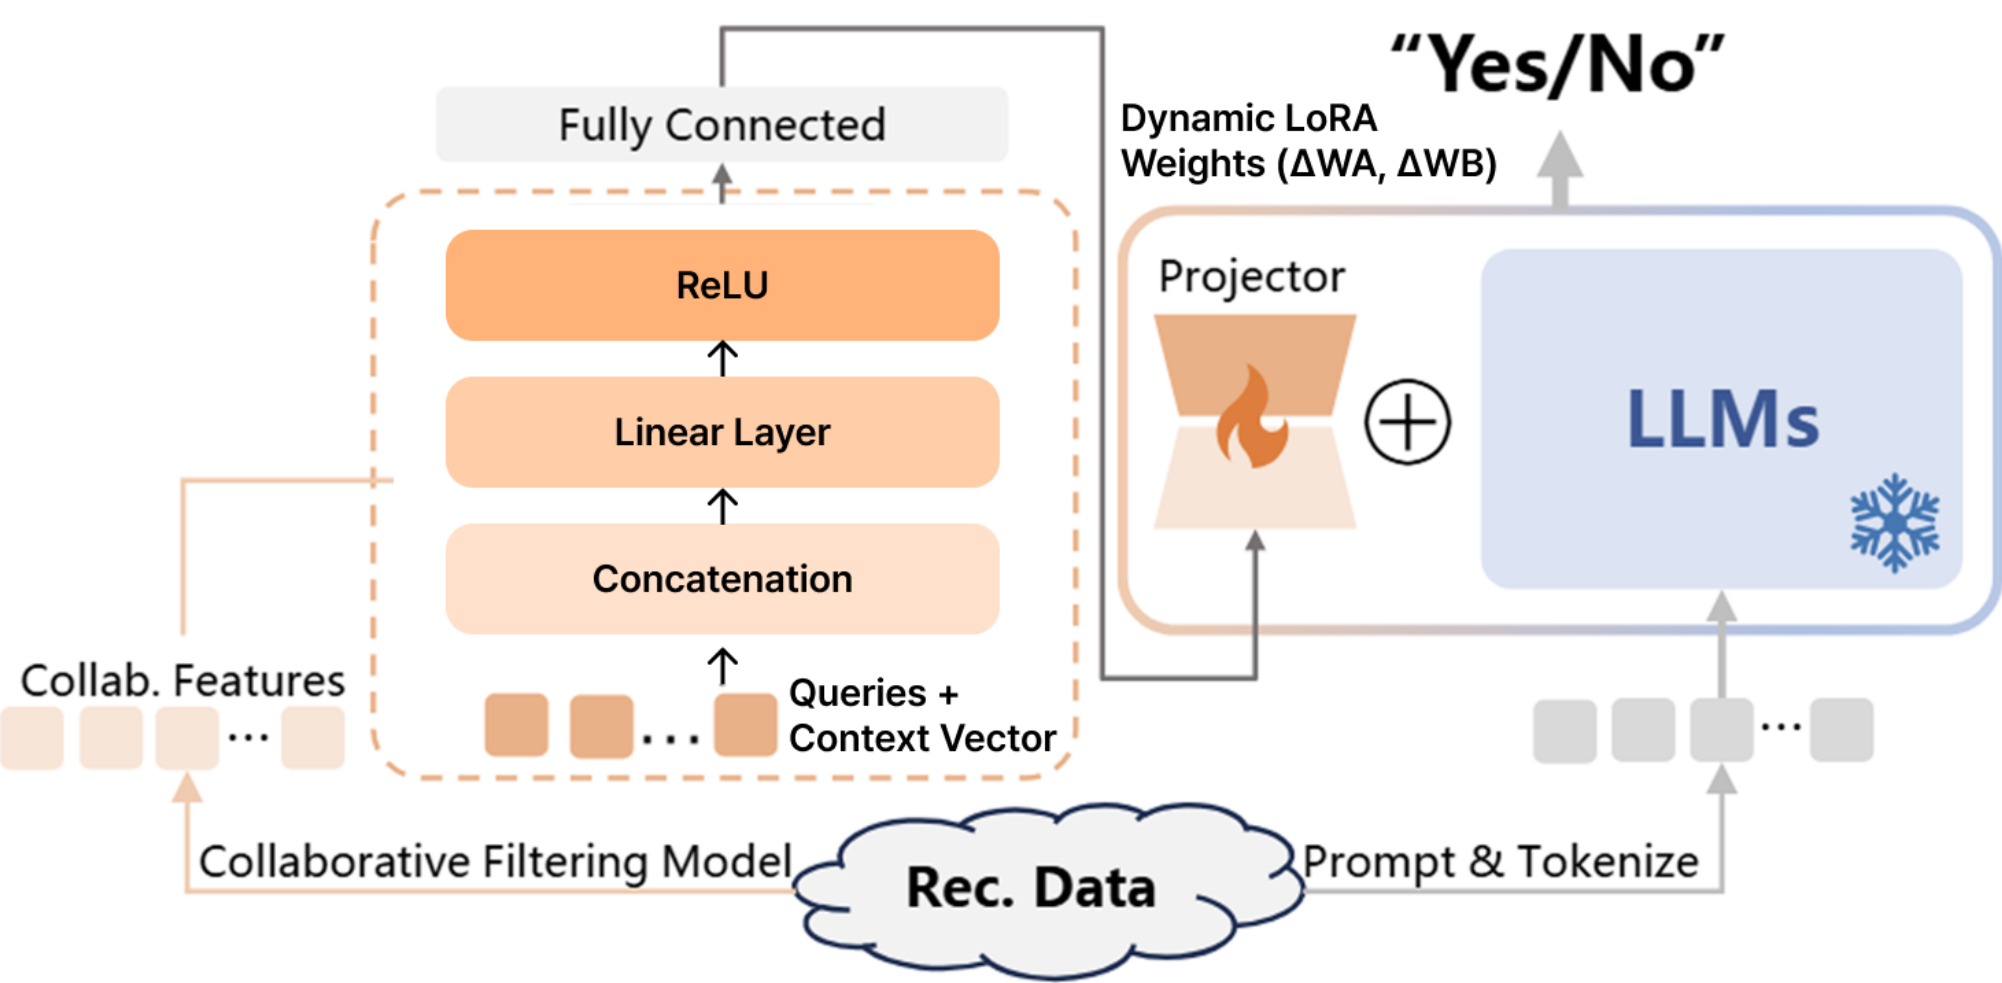 “Yes/No”
Fully Connected
Dynamic LoRA
Weights (ΔWA, ΔWB)
ReLU
Projector
Linear Layer
LLMs
Concatenation
Collab. Features
...
Queries +
Context Vector
...
...
Collaborative Filtering Model
Rec. Data
Prompt & Tokenize